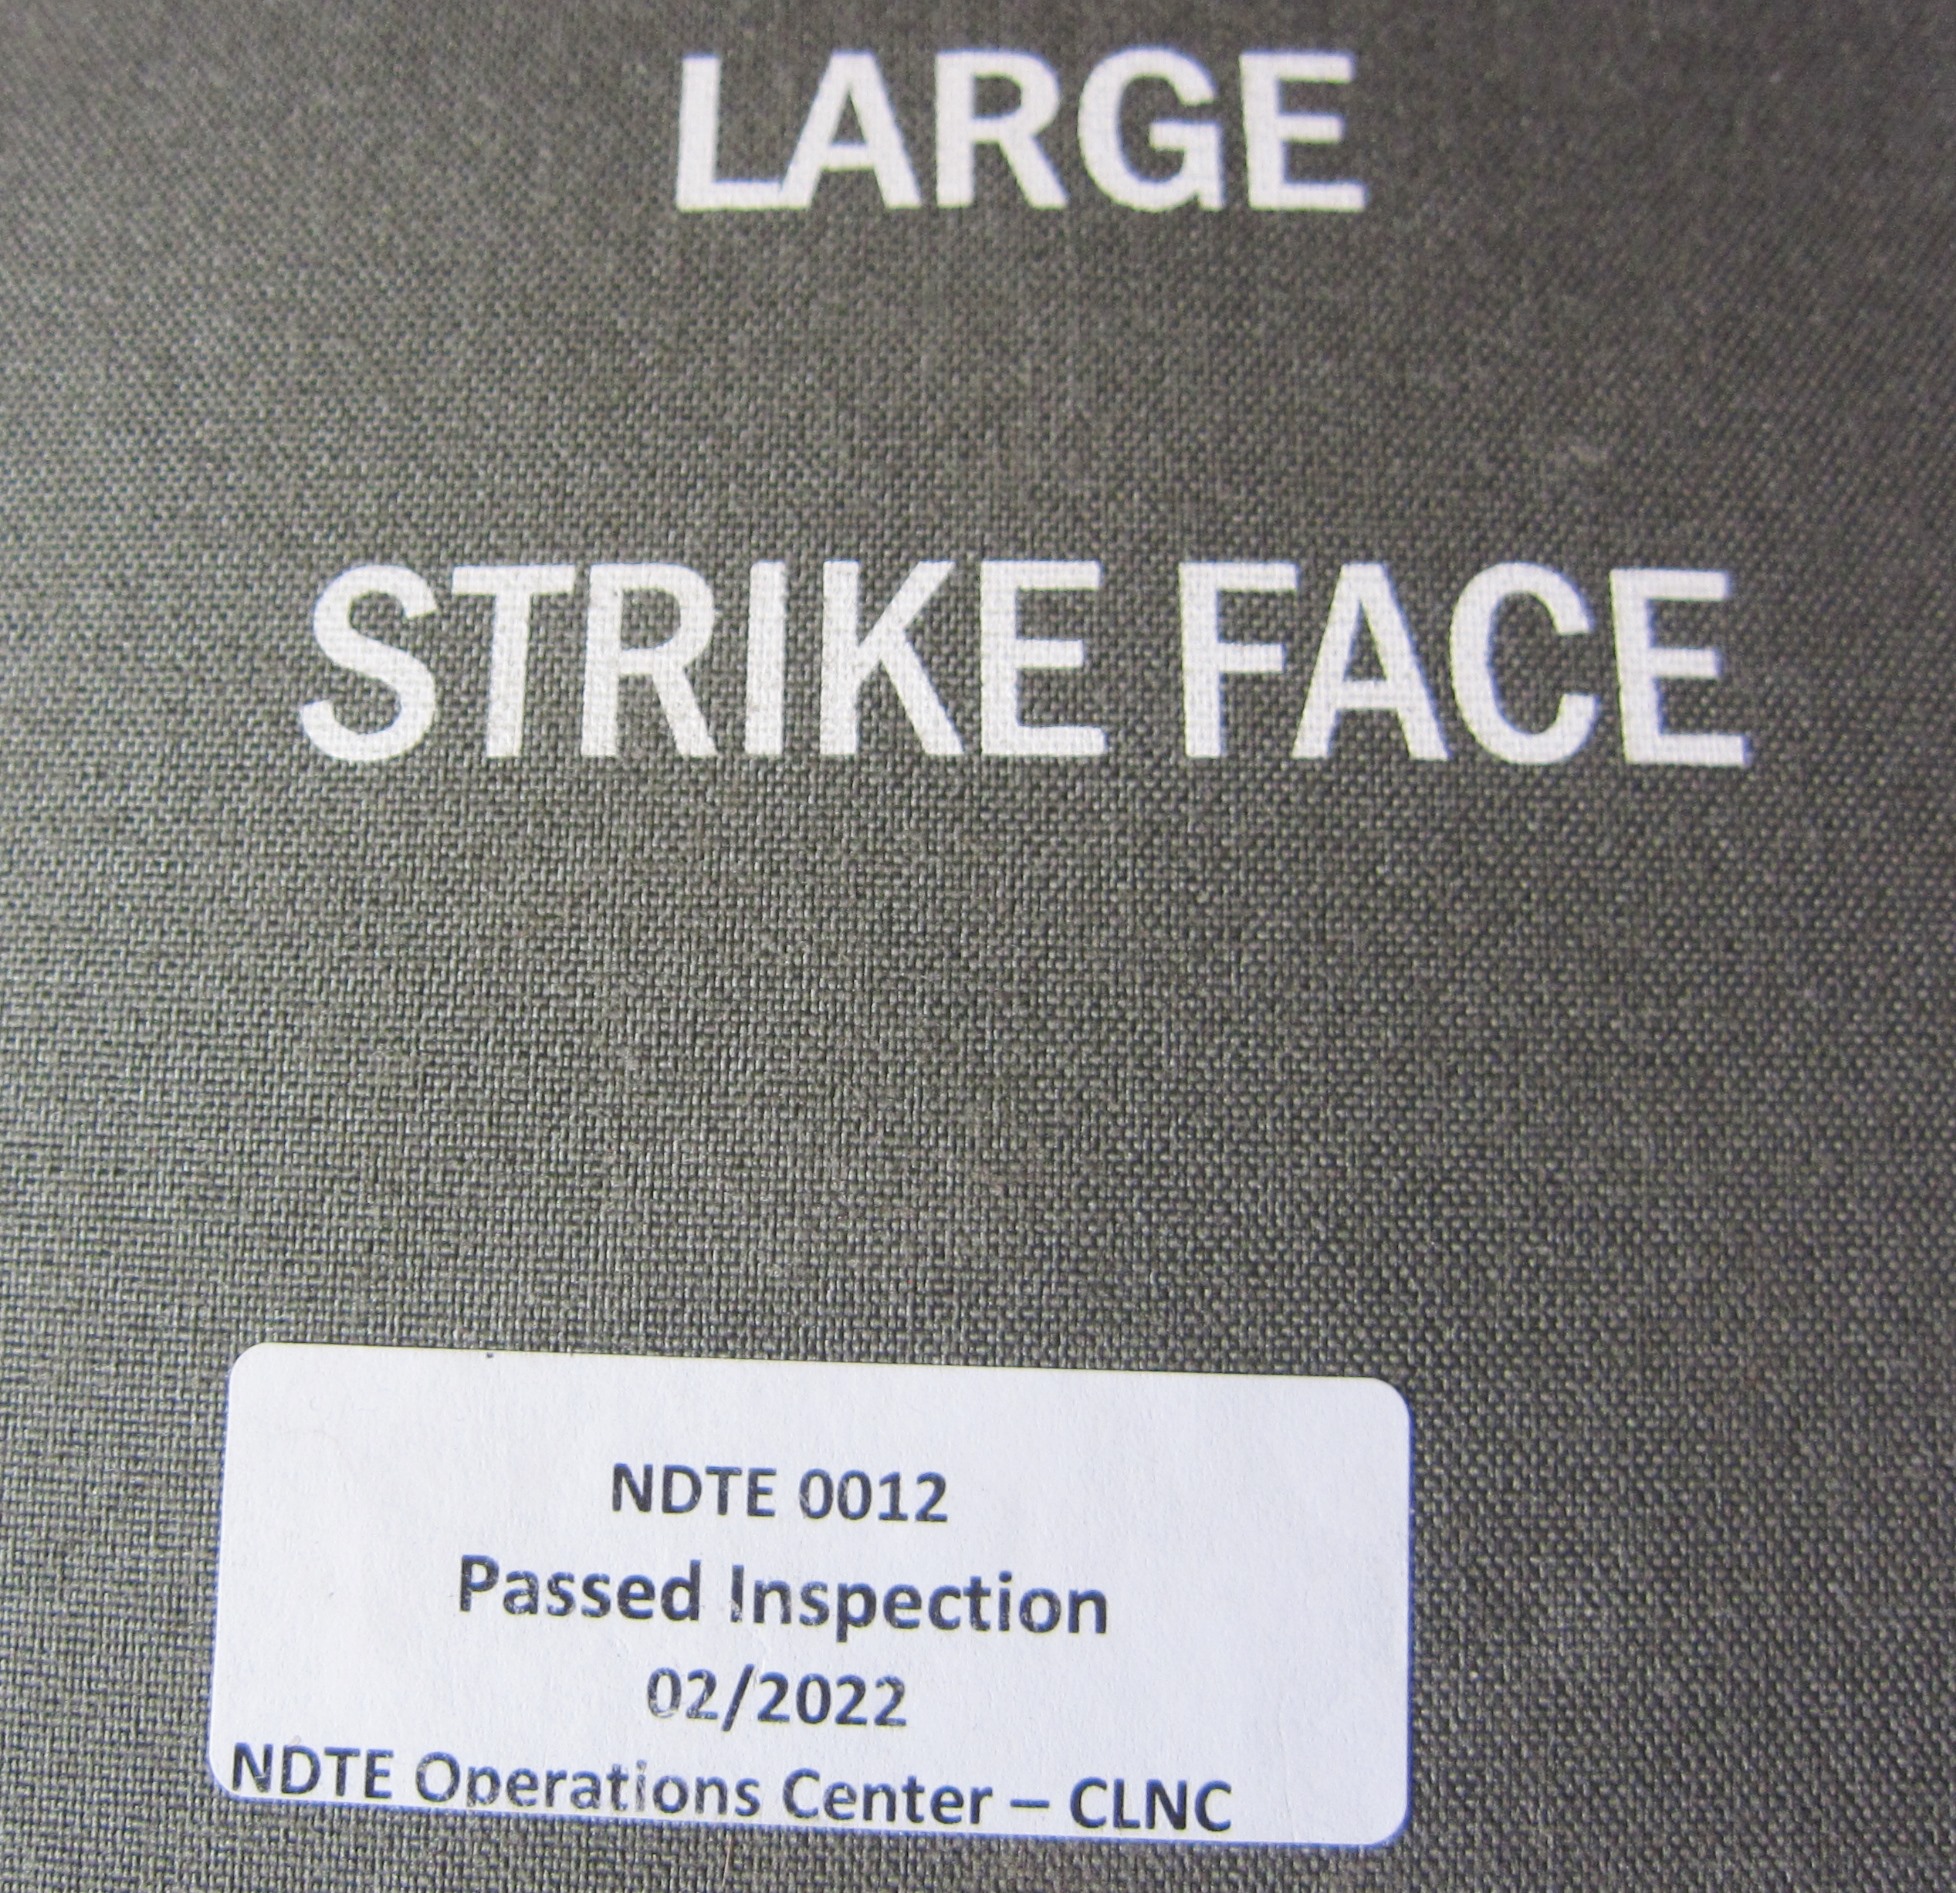 LARGE
STRIKE FACE
NDTE 0012
Passed Inspection
02/2022
NDTE Operations Center – CLNC